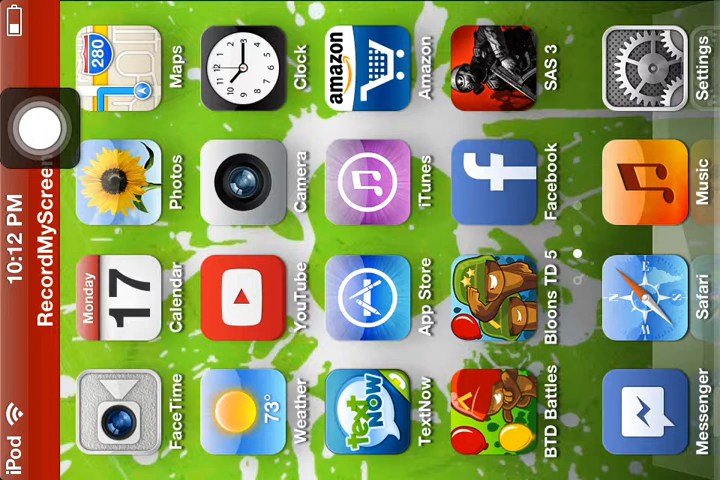 iPod 10:12 PM
RecordMyScreen
Monday
17
280
FaceTime Calendar Photos Maps
73°
Weather YouTube Camera Clock
text
NOW
amazon
TextNow App Store iTunes Amazon
BTD Battles Bloons TD 5 Facebook SAS 3
Messenger Safari Music Settings